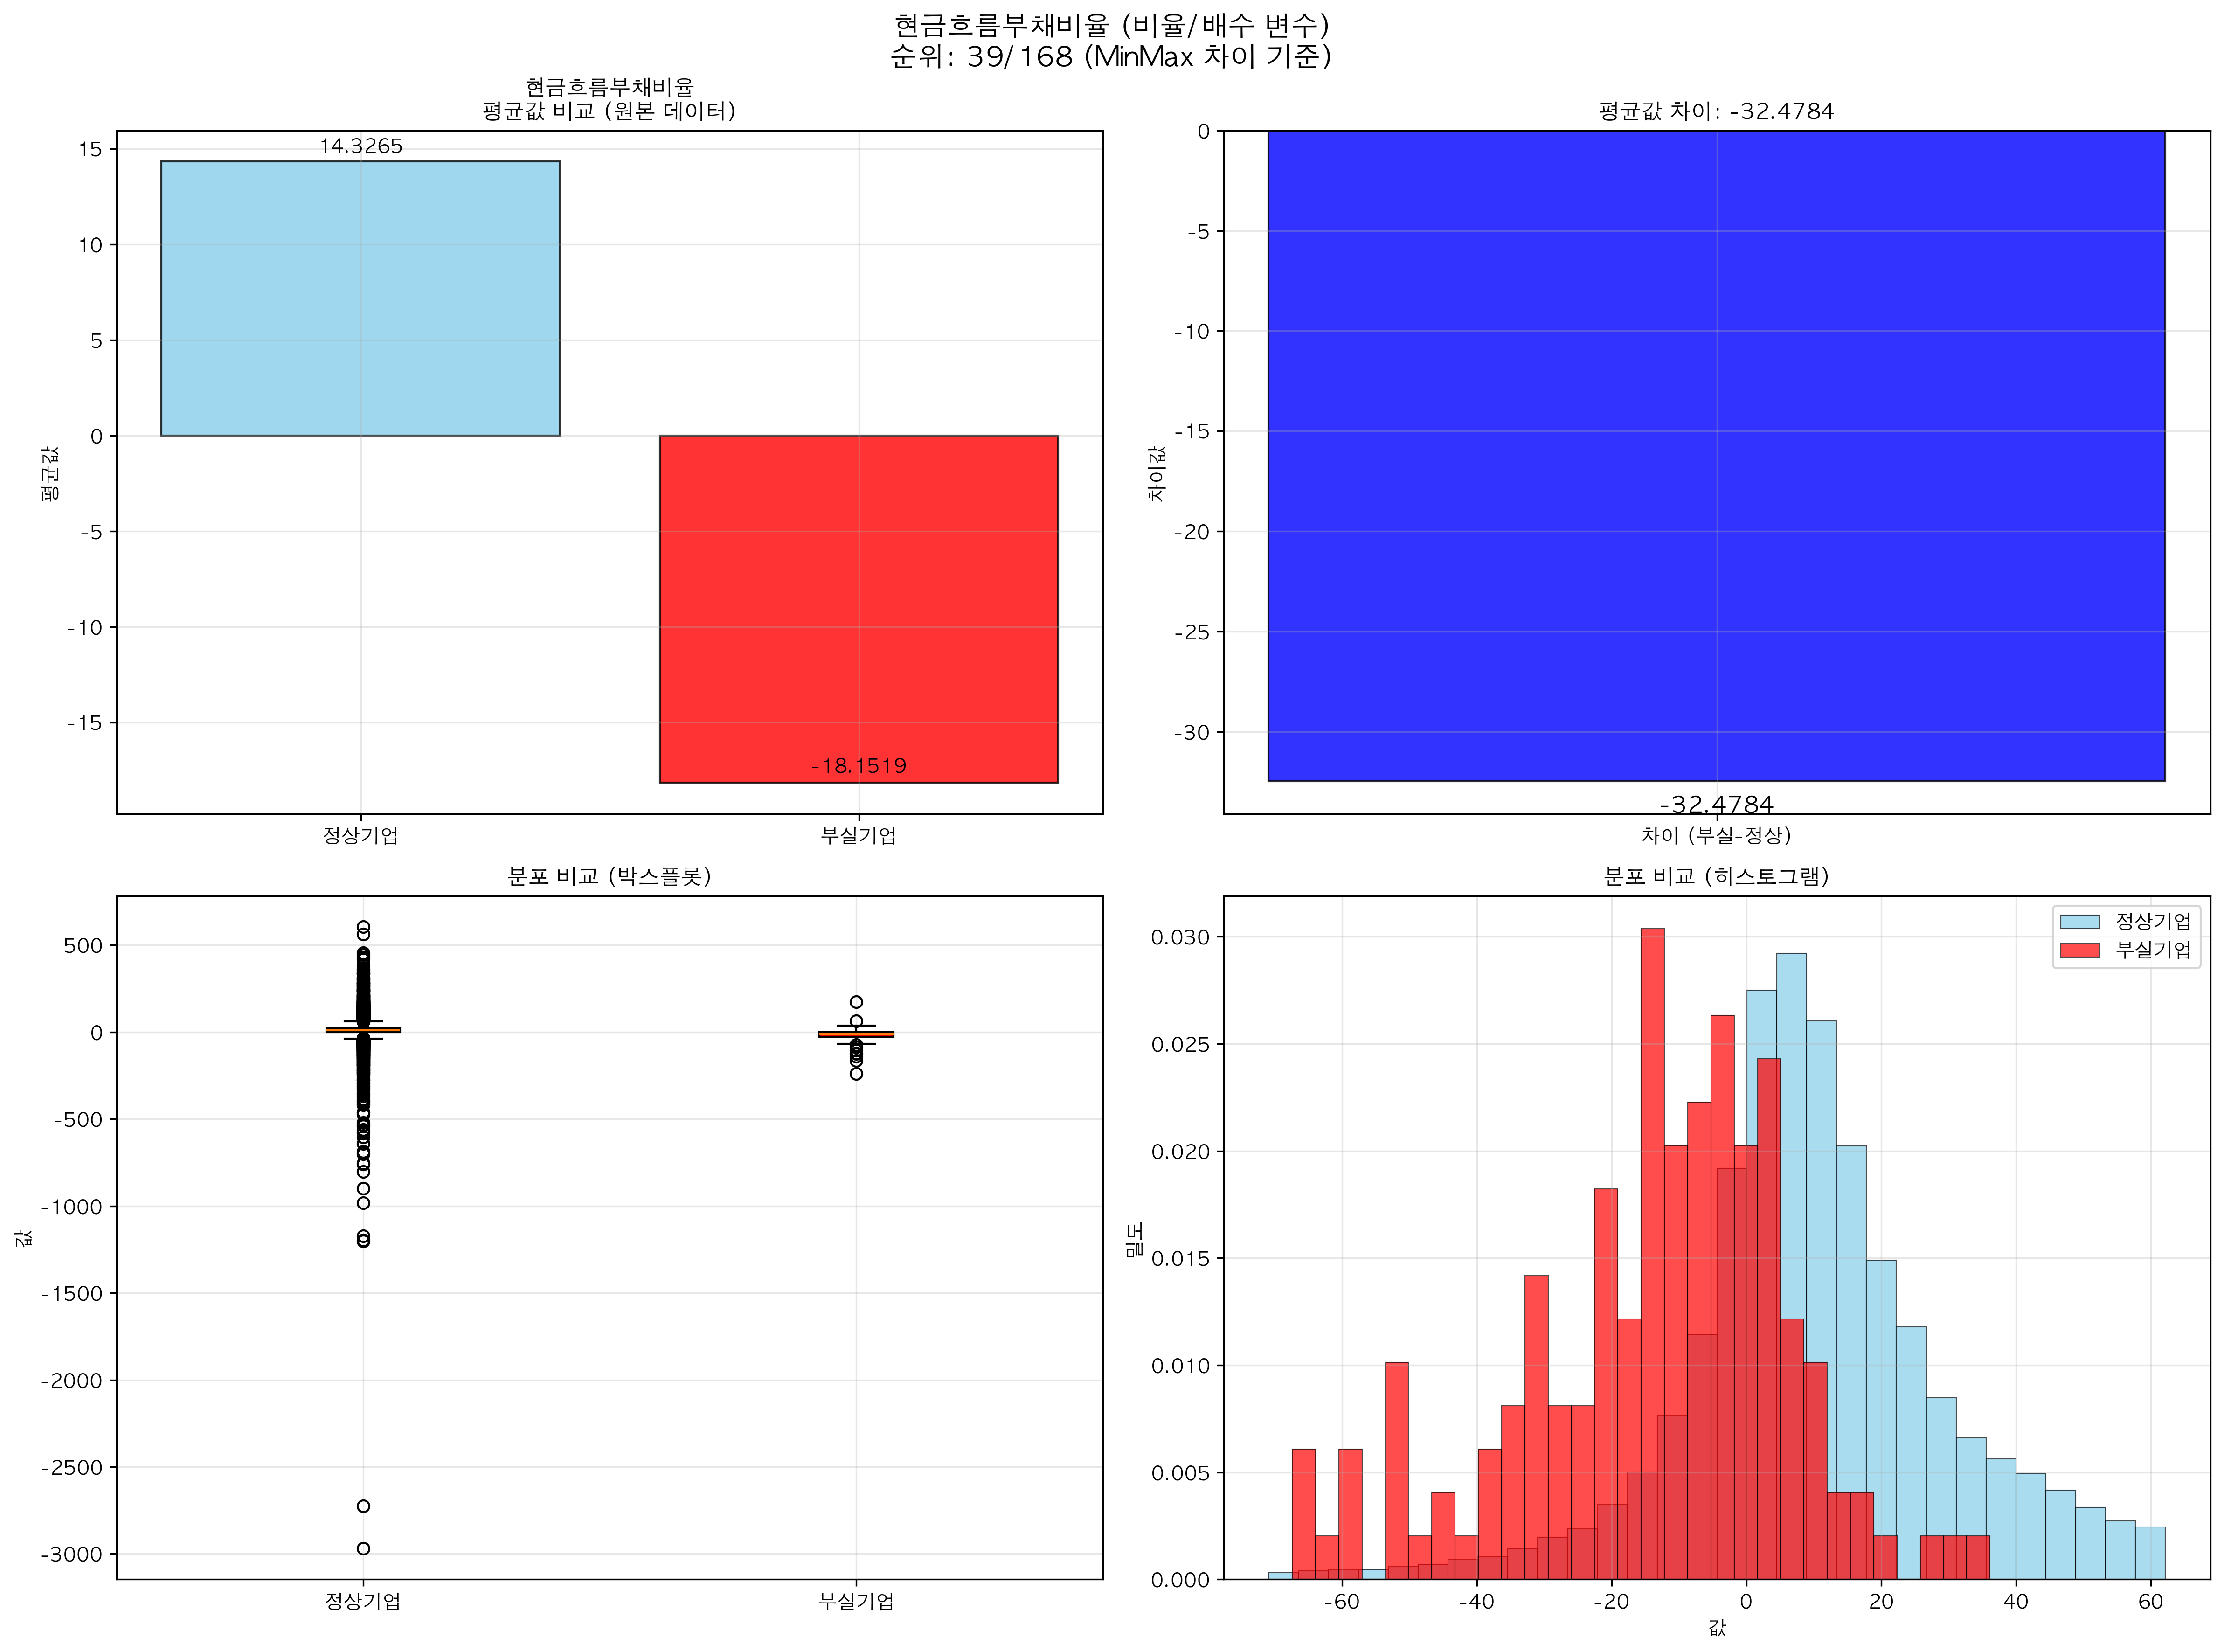 현금흐름부채비율 (비율/배수 변수)
순위: 39/168 (MinMax 차이 기준)
현금흐름부채비율
평균값 비교 (원본 데이터)
평균값
15
10
5
0
-5
-10
-15
14.3265
-18.1519
정상기업
부실기업
평균값 차이: -32.4784
차이값
0
-5
-10
-15
-20
-25
-30
-32.4784
차이 (부실-정상)
분포 비교 (박스플롯)
값
500
0
-500
-1000
-1500
-2000
-2500
-3000
정상기업
부실기업
분포 비교 (히스토그램)
정상기업
부실기업
밀도
0.030
0.025
0.020
0.015
0.010
0.005
0.000
-60
-40
-20
0
20
40
60
값